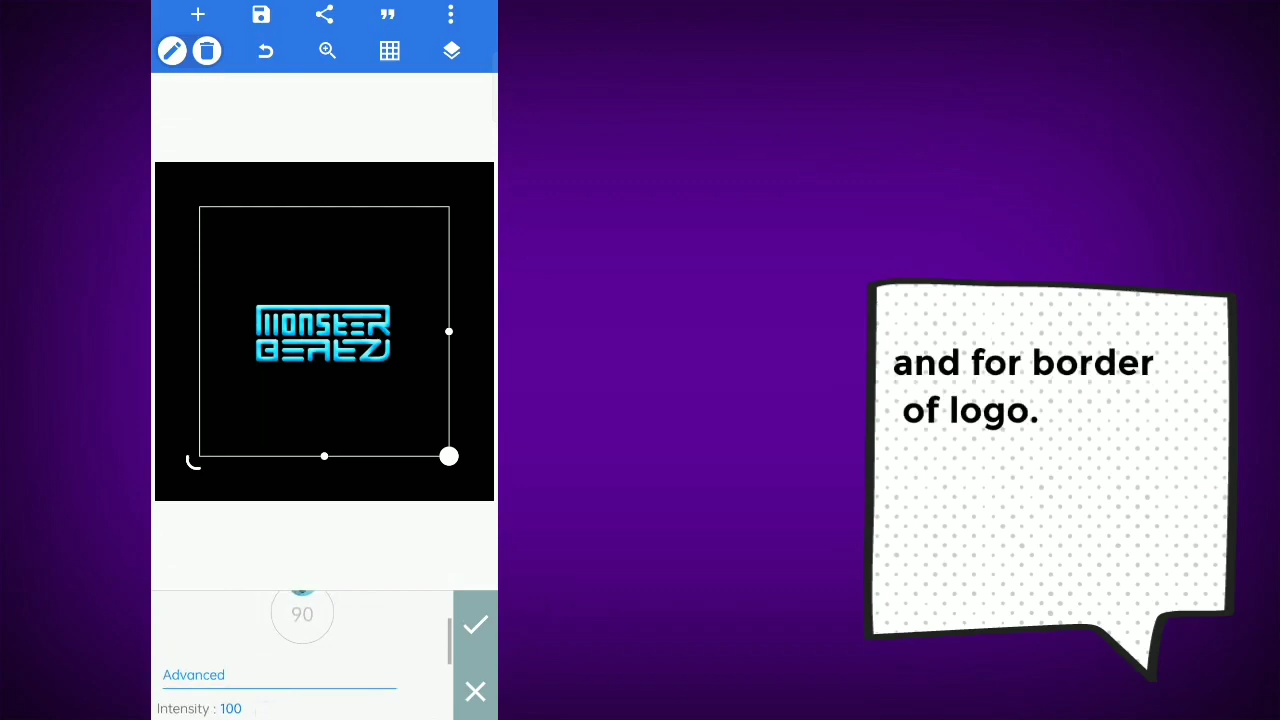 MONSTER
BEATZ
and for border
of logo.
90
Advanced
Intensity : 100